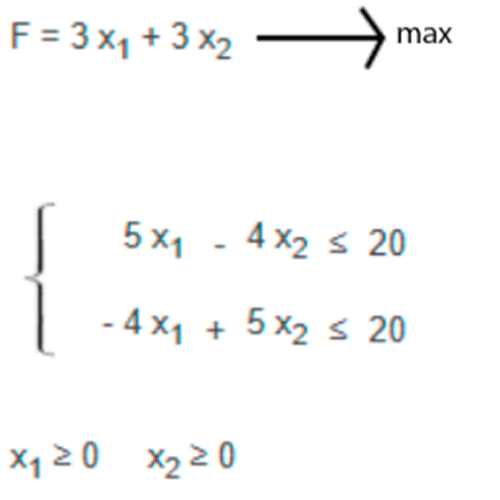 F = 3 x₁ + 3 x₂ ⟶ max
5 x₁ - 4 x₂ ≤ 20
- 4 x₁ + 5 x₂ ≤ 20
x₁ ≥ 0 x₂ ≥ 0